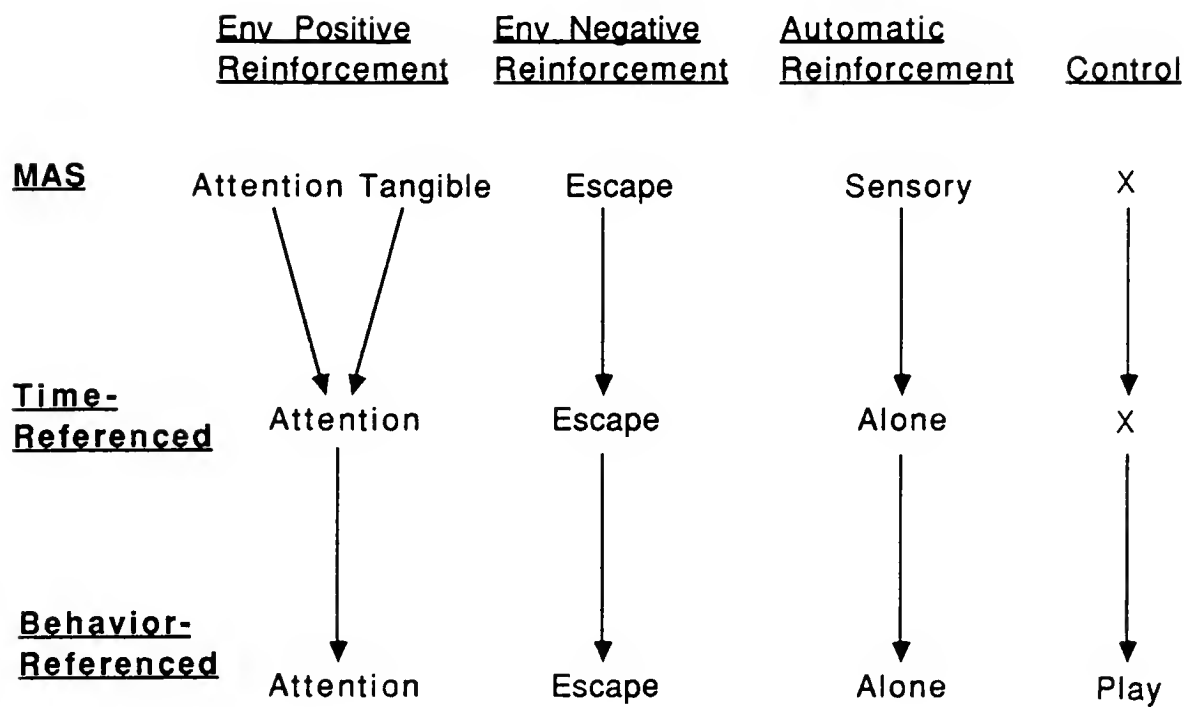 Env Positive Reinforcement
Env Negative Reinforcement
Automatic Reinforcement
Control
MAS
Attention Tangible
Escape
Sensory
X
Time-
Referenced
Attention
Escape
Alone
X
Behavior-
Referenced
Attention
Escape
Alone
Play